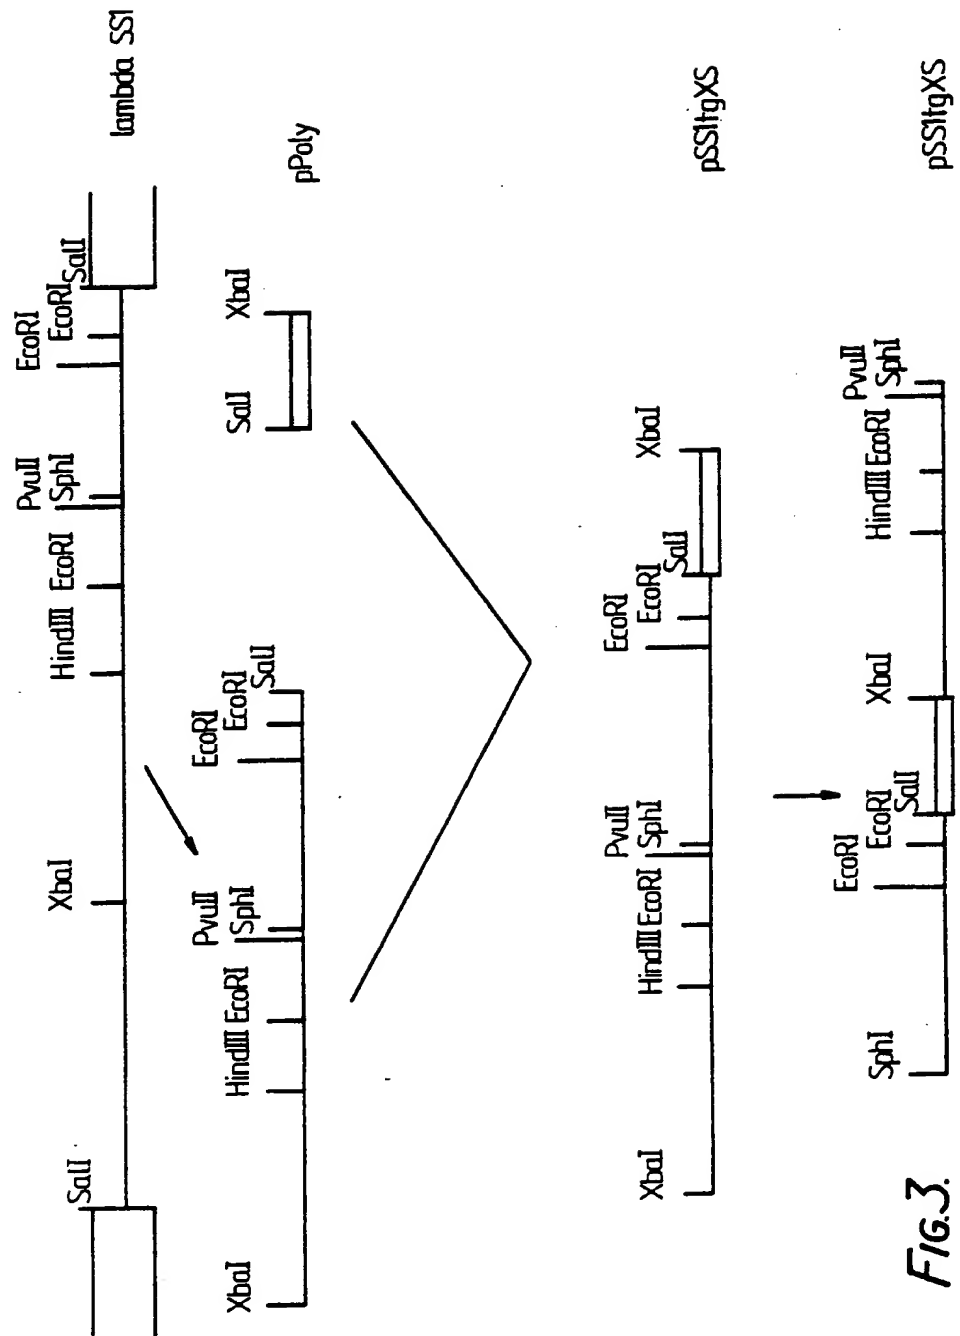 SalI XbaI HindIII EcoRI PvuII SphI EcoRI EcoRI SalI lambda SS1
XbaI HindIII EcoRI PvuII SphI EcoRI EcoRI SalI SalI XbaI pPoly
XbaI HindIII EcoRI PvuII SphI EcoRI EcoRI SalI XbaI pSS1tgXS
SphI EcoRI EcoRI SalI XbaI HindIII EcoRI PvuII SphI pSS1tgXS
FIG.3.